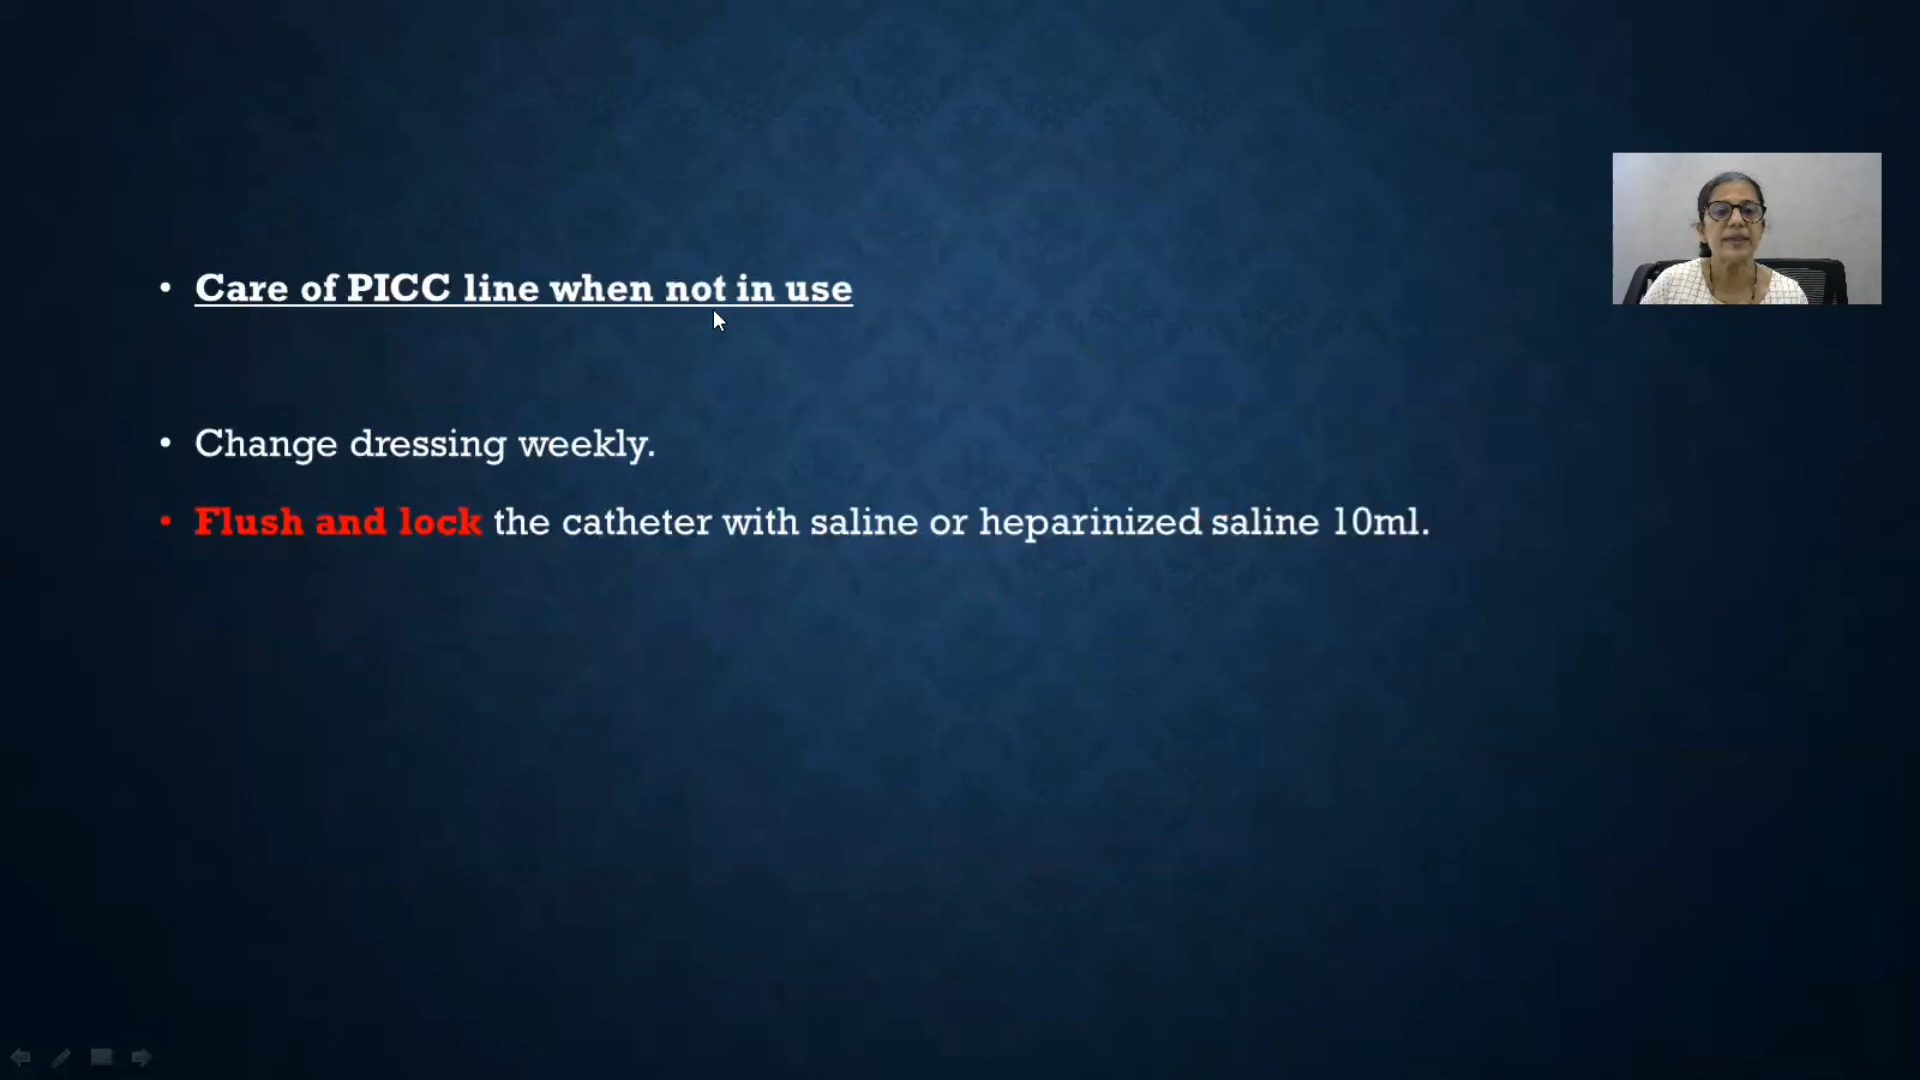 • Care of PICC line when not in use
• Change dressing weekly.
• Flush and lock the catheter with saline or heparinized saline 10ml.